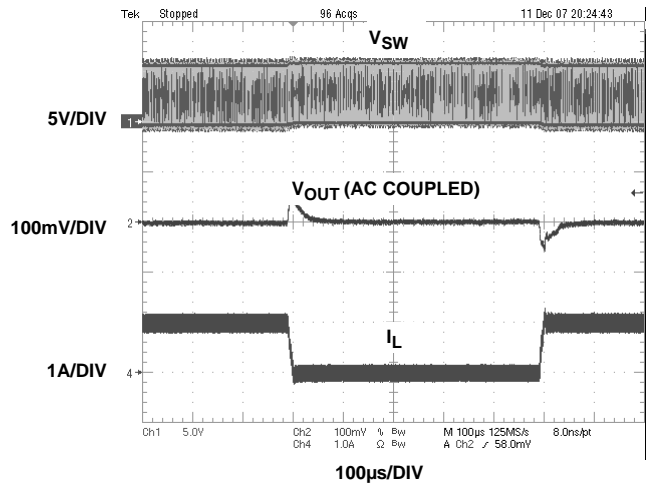 Tek Stopped 96 Acqs 11 Dec 07 20:24:43
VSW
5V/DIV
1
VOUT (AC COUPLED)
100mV/DIV
2
IL
1A/DIV
4
Ch1 5.0V Ch2 100mV ∿ Bw M 100µs 125MS/s 8.0ns/pt
Ch4 1.0A Ω Bw A Ch2 ∕ 58.0mV
100µs/DIV